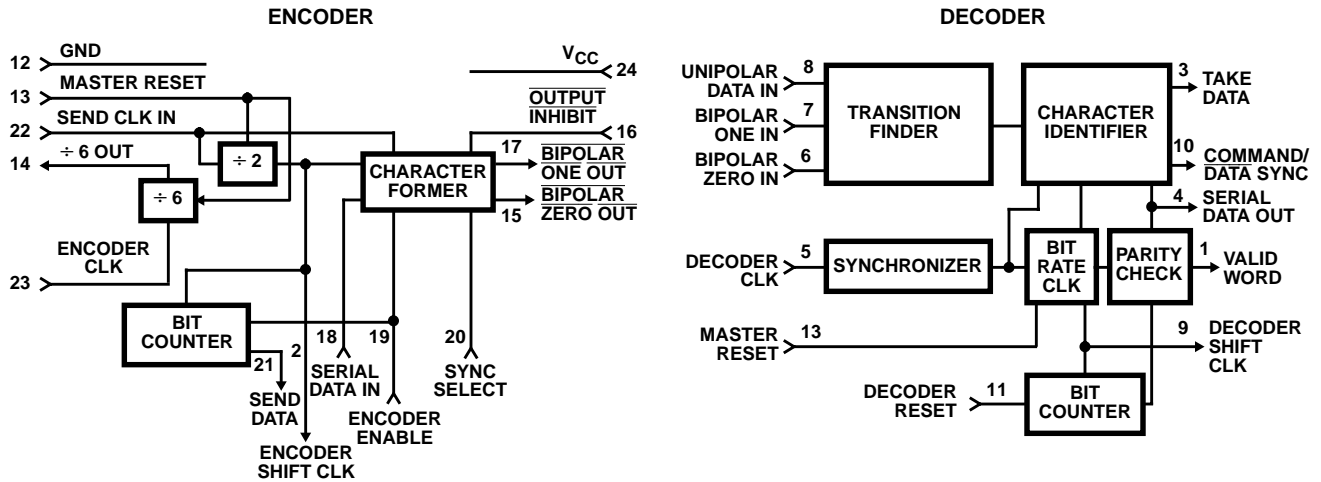 ENCODER
12 GND
13 MASTER RESET
22 SEND CLK IN
14 ÷ 6 OUT
÷ 2
÷ 6
ENCODER
CLK
23
BIT
COUNTER
21
SEND
DATA
2
ENCODER
SHIFT CLK
18
SERIAL
DATA IN
19
ENCODER
ENABLE
20
SYNC
SELECT
CHARACTER
FORMER
VCC
24
OUTPUT
INHIBIT
16
17
BIPOLAR
ONE OUT
BIPOLAR
ZERO OUT
15
DECODER
UNIPOLAR
DATA IN
8
BIPOLAR
ONE IN
7
BIPOLAR
ZERO IN
6
TRANSITION
FINDER
CHARACTER
IDENTIFIER
3
TAKE
DATA
10
COMMAND/
DATA SYNC
4
SERIAL
DATA OUT
DECODER
CLK
5
SYNCHRONIZER
BIT
RATE
CLK
PARITY
CHECK
1
VALID
WORD
MASTER
RESET
13
9
DECODER
SHIFT
CLK
DECODER
RESET
11
BIT
COUNTER